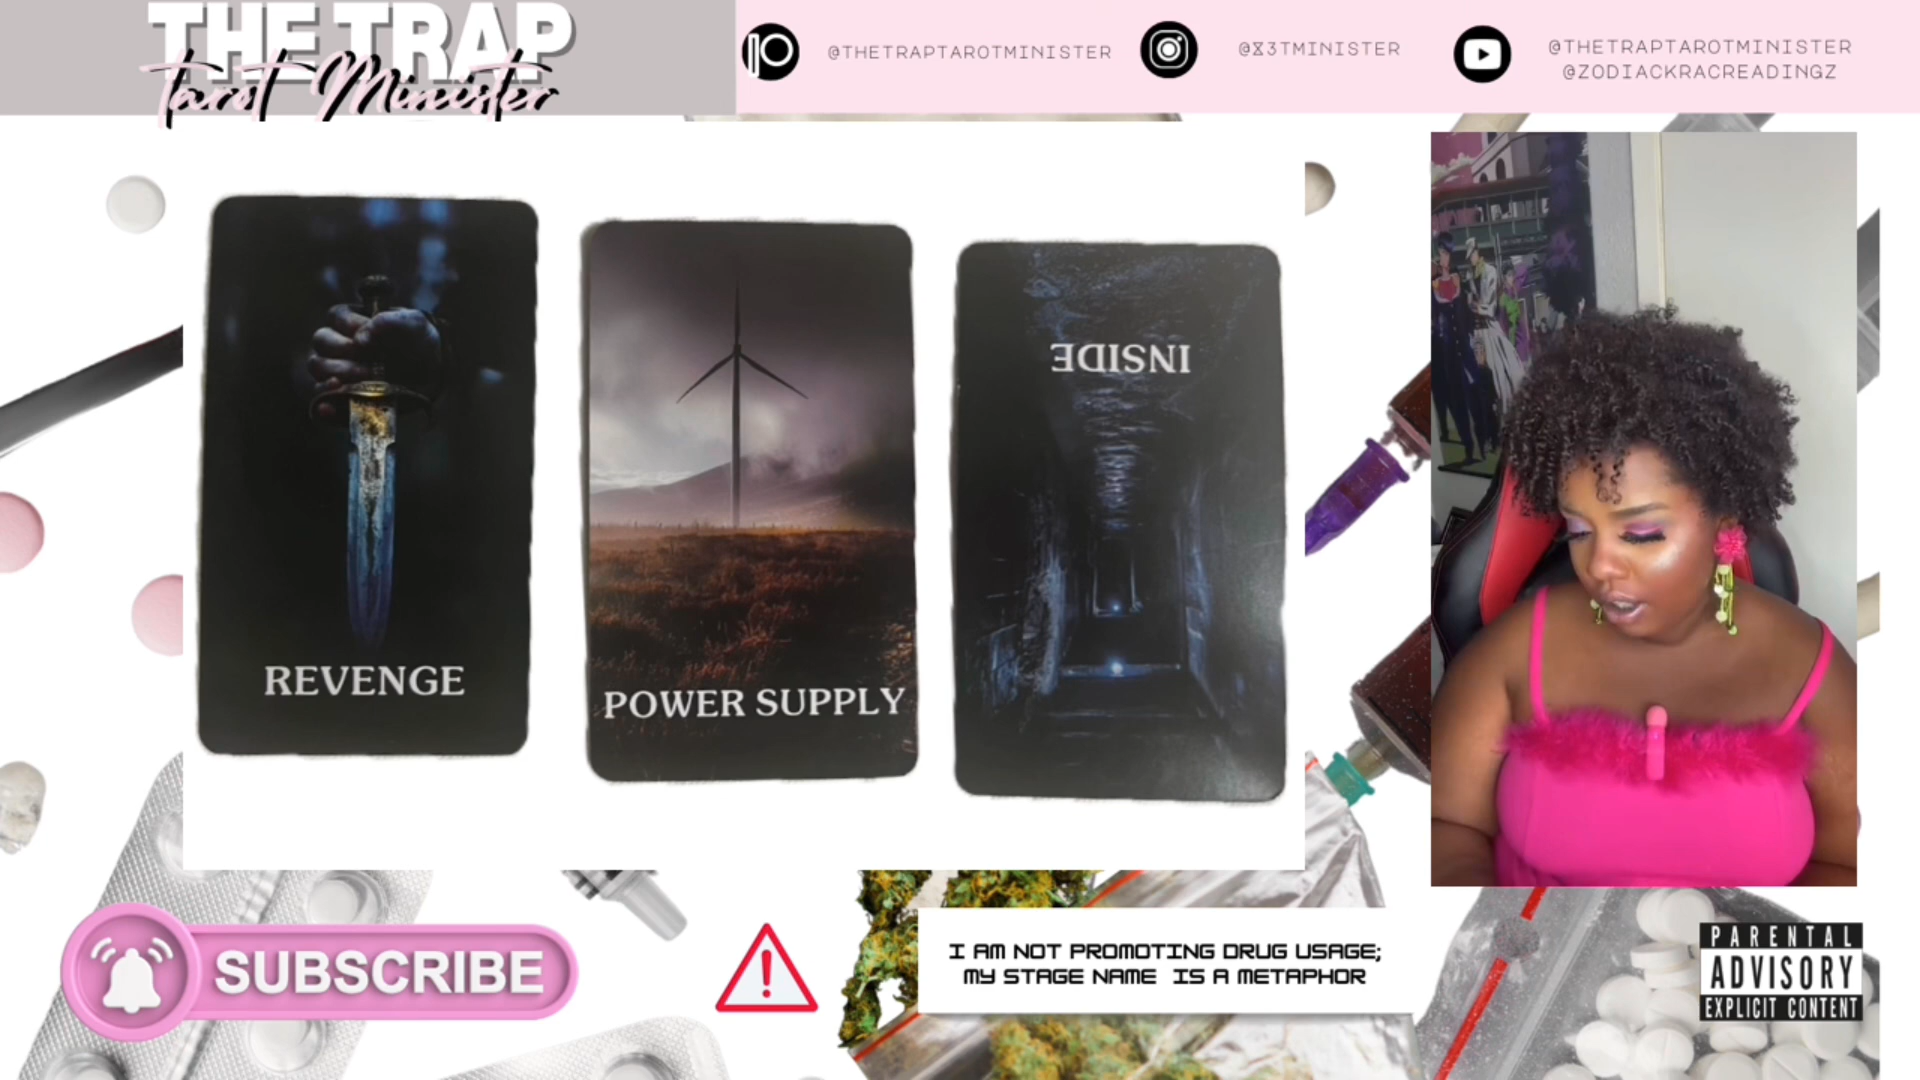 THE TRAP
Tarot Minister
@THETRAPTAROTMINISTER
@83TMINISTER
@THETRAPTAROTMINISTER
@ZODIACKRACREADINGZ
REVENGE
POWER SUPPLY
INSIDE
SUBSCRIBE
I AM NOT PROMOTING DRUG USAGE;
MY STAGE NAME IS A METAPHOR
PARENTAL
ADVISORY
EXPLICIT CONTENT